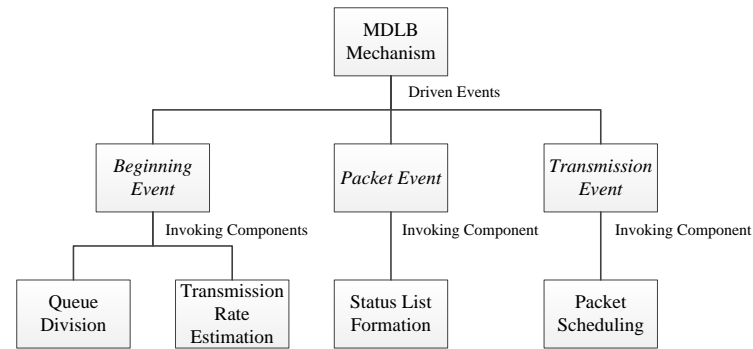 MDLB
Mechanism
Driven Events
Beginning
Event
Packet Event
Transmission
Event
Invoking Components
Invoking Component
Invoking Component
Queue
Division
Transmission
Rate
Estimation
Status List
Formation
Packet
Scheduling